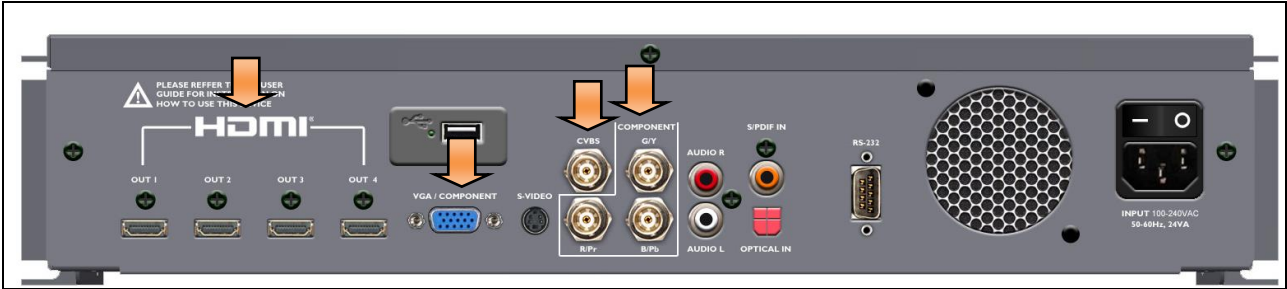 PLEASE REFFER USER
GUIDE FOR
HOW TO USE
HDMI®
OUT 1
OUT 2
OUT 3
OUT 4
VGA / COMPONENT
S-VIDEO
CVBS
COMPONENT
G/Y
R/Pr
B/Pb
AUDIO R
AUDIO L
S/PDIF IN
OPTICAL IN
RS-232
INPUT 100-240VAC
50-60Hz, 24VA